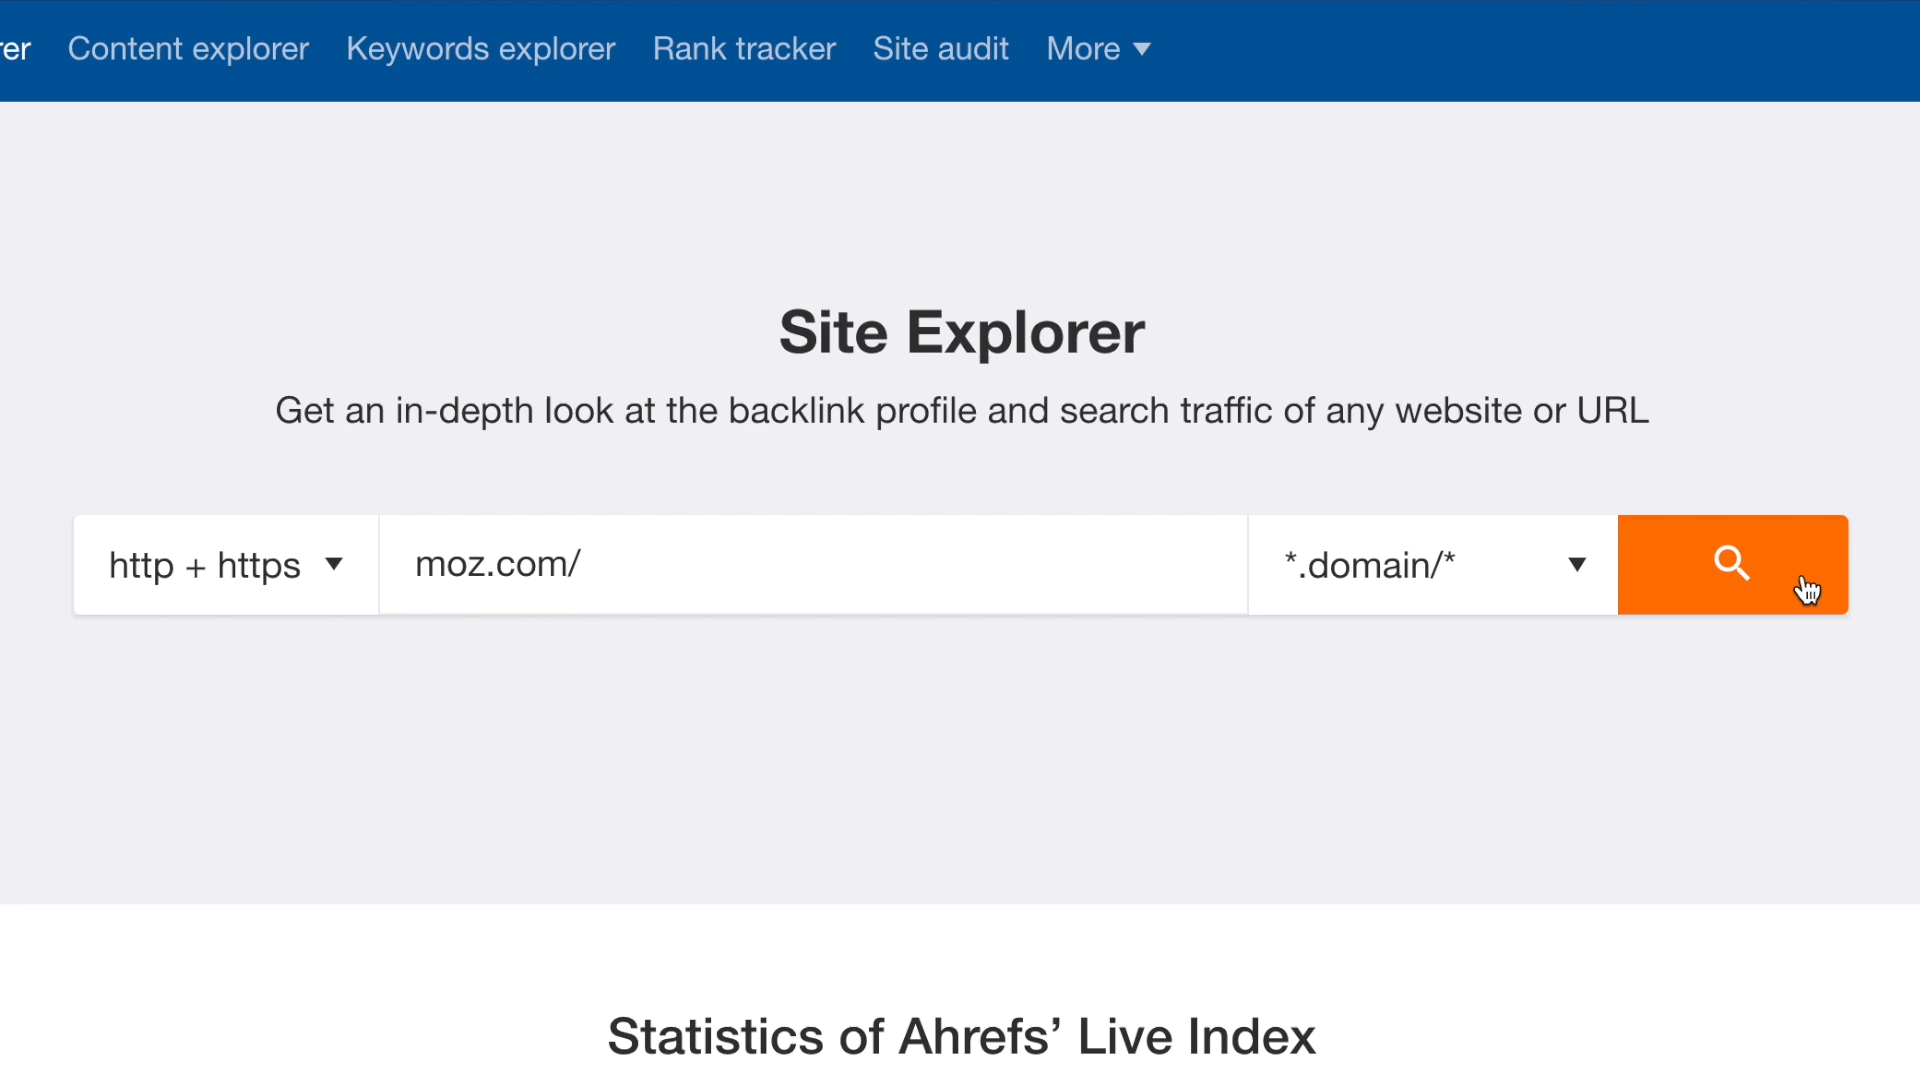 rer Content explorer Keywords explorer Rank tracker Site audit More
Site Explorer
Get an in-depth look at the backlink profile and search traffic of any website or URL
http + https moz.com/ *.domain/*
Statistics of Ahrefs’ Live Index